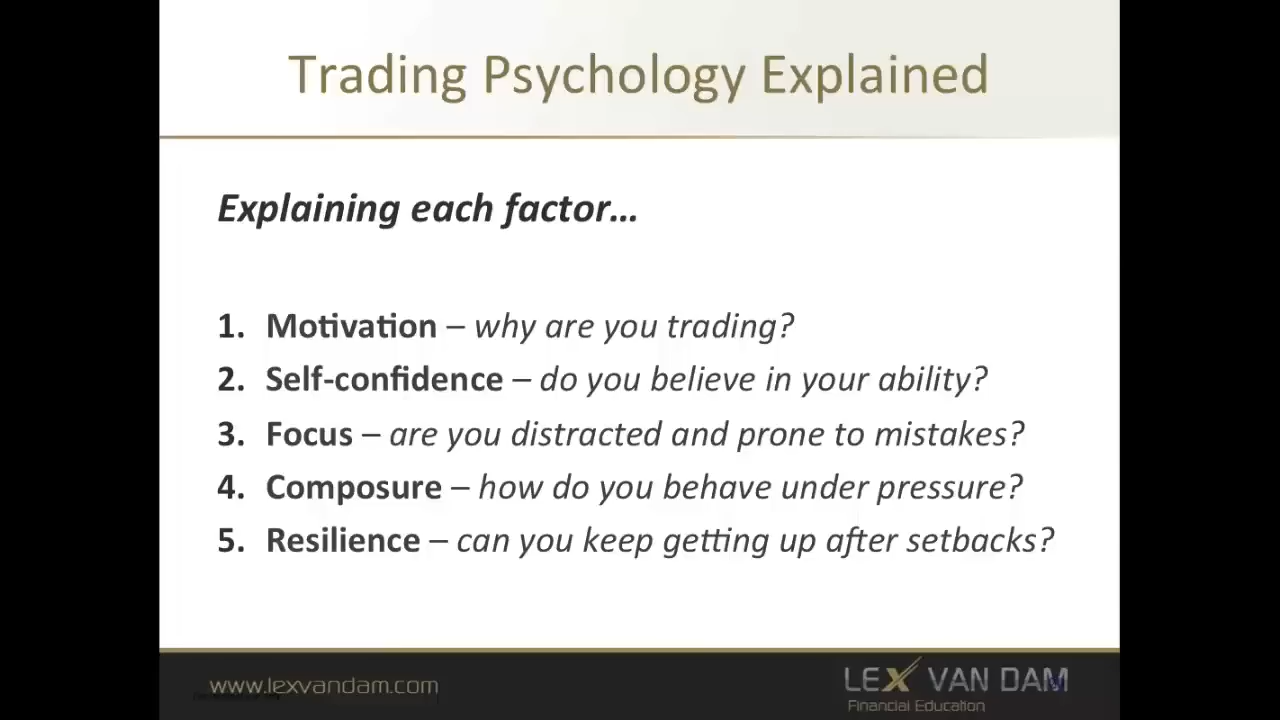 Trading Psychology Explained
Explaining each factor...
1. Motivation – why are you trading?
2. Self-confidence – do you believe in your ability?
3. Focus – are you distracted and prone to mistakes?
4. Composure – how do you behave under pressure?
5. Resilience – can you keep getting up after setbacks?
www.lexvandam.com
LEX VAN DAM
Financial Education